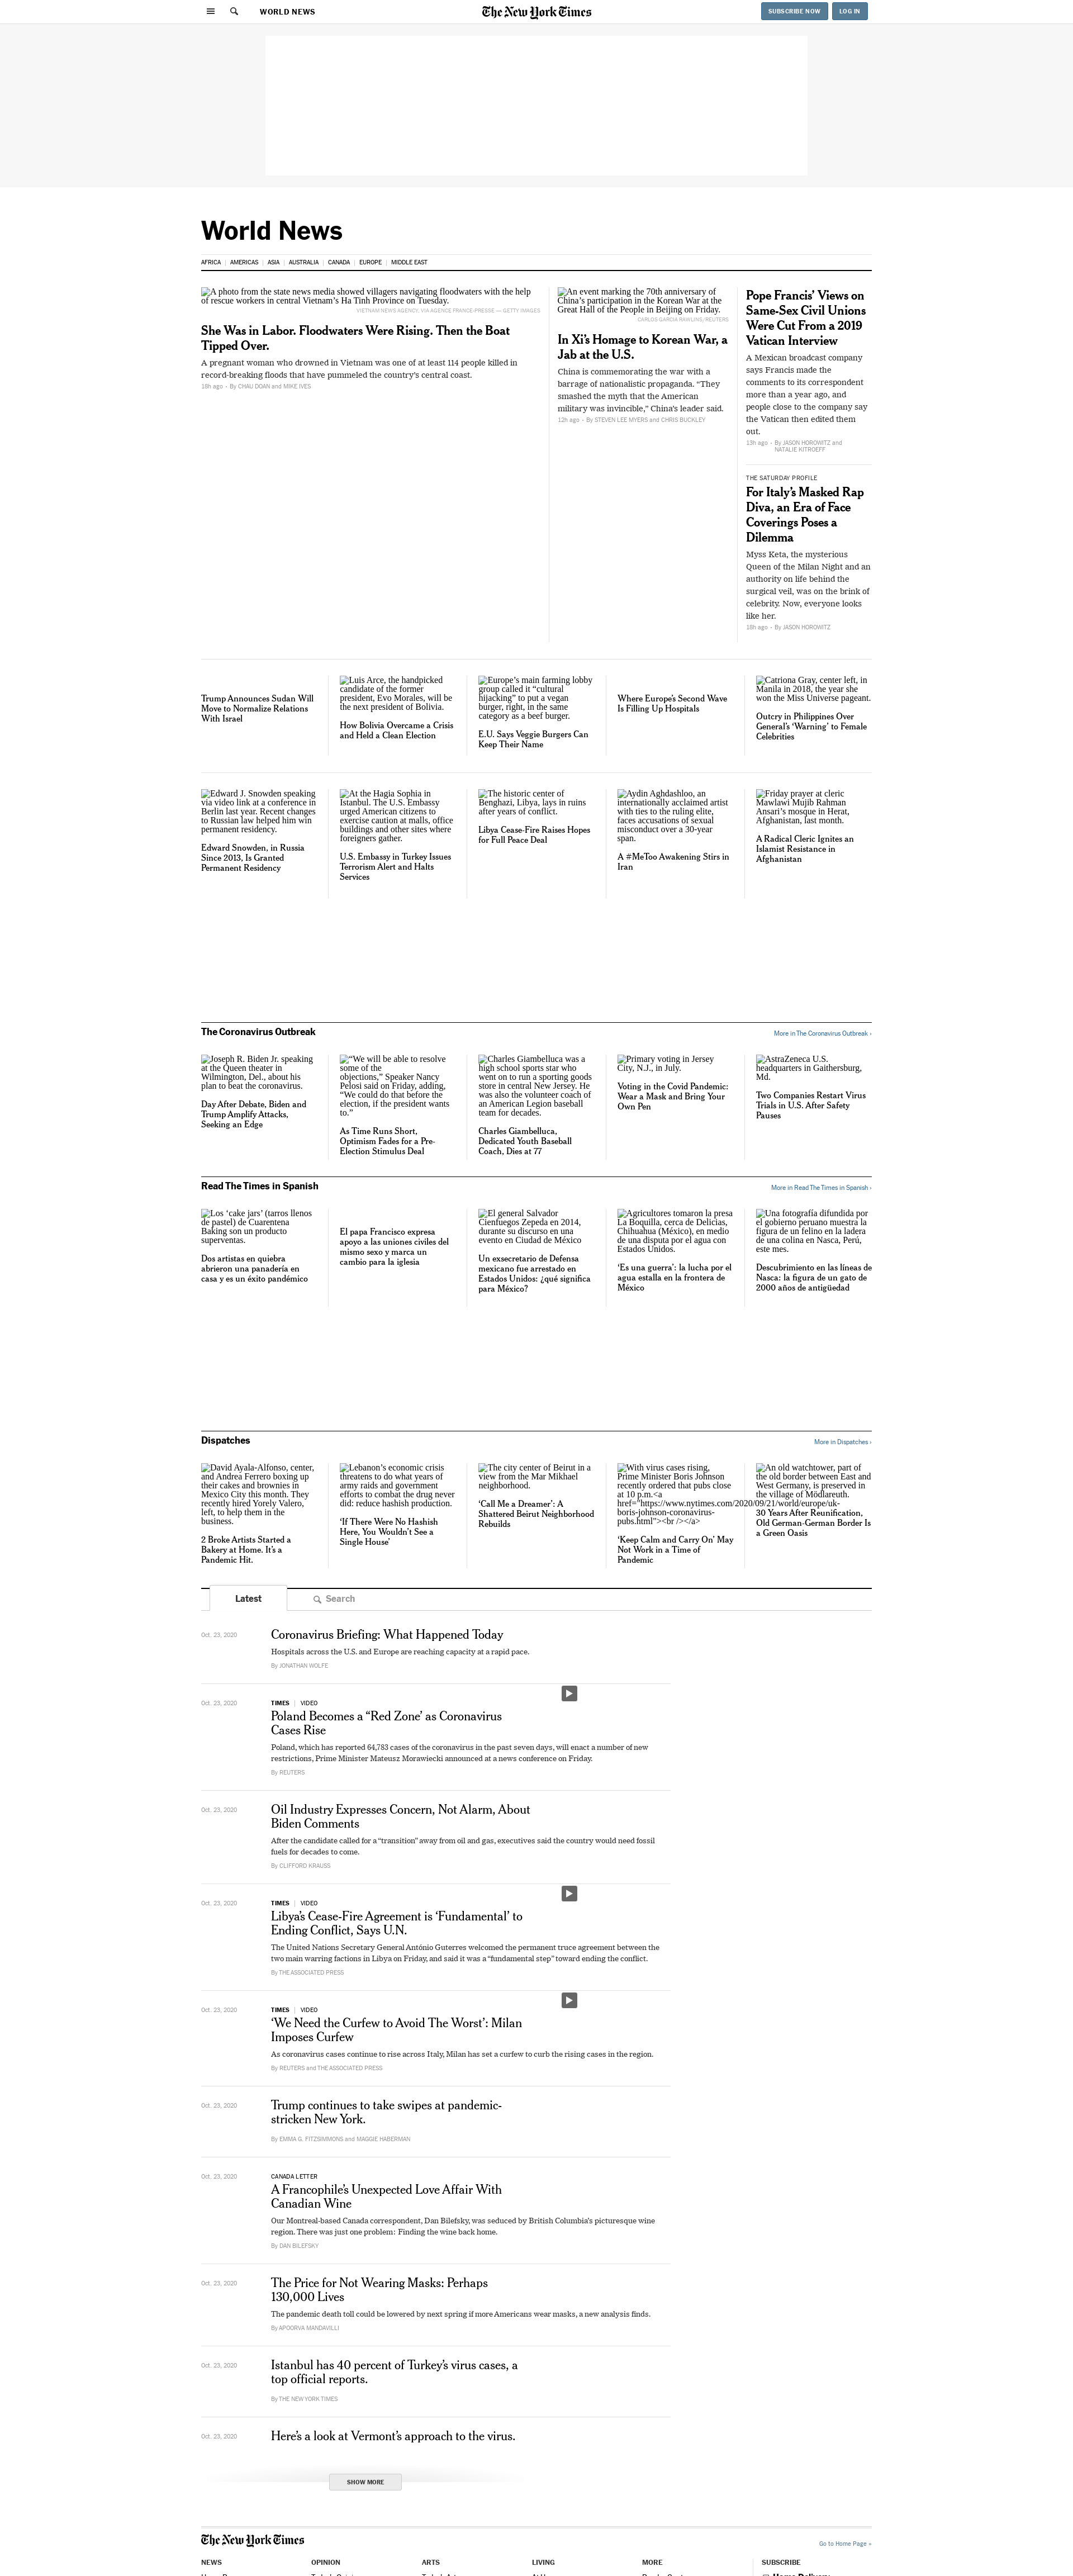 WORLD NEWS
The New York Times
SUBSCRIBE NOW
LOG IN
World News
AFRICA | AMERICAS | ASIA | AUSTRALIA | CANADA | EUROPE | MIDDLE EAST
A photo from the state news media showed villagers navigating floodwaters with the help
of rescue workers in central Vietnam’s Ha Tinh Province on Tuesday.
VIETNAM NEWS AGENCY, VIA AGENCE FRANCE-PRESSE — GETTY IMAGES
She Was in Labor. Floodwaters Were Rising. Then the Boat
Tipped Over.
A pregnant woman who drowned in Vietnam was one of at least 114 people killed in
record-breaking floods that have pummeled the country’s central coast.
18h ago · By CHAU DOAN and MIKE IVES
An event marking the 70th anniversary of
China’s participation in the Korean War at the
Great Hall of the People in Beijing on Friday.
CARLOS GARCIA RAWLINS/REUTERS
In Xi’s Homage to Korean War, a
Jab at the U.S.
China is commemorating the war with a
barrage of nationalistic propaganda. “They
smashed the myth that the American
military was invincible,” China’s leader said.
12h ago · By STEVEN LEE MYERS and CHRIS BUCKLEY
Pope Francis’ Views on
Same-Sex Civil Unions
Were Cut From a 2019
Vatican Interview
A Mexican broadcast company
says Francis made the
comments to its correspondent
more than a year ago, and
people close to the company say
the Vatican then edited them
out.
13h ago · By JASON HOROWITZ and
NATALIE KITROEFF
THE SATURDAY PROFILE
For Italy’s Masked Rap
Diva, an Era of Face
Coverings Poses a
Dilemma
Myss Keta, the mysterious
Queen of the Milan Night and an
authority on life behind the
surgical veil, was on the brink of
celebrity. Now, everyone looks
like her.
18h ago · By JASON HOROWITZ
Trump Announces Sudan Will
Move to Normalize Relations
With Israel
Luis Arce, the handpicked
candidate of the former
president, Evo Morales, will be
the next president of Bolivia.
How Bolivia Overcame a Crisis
and Held a Clean Election
Europe’s main farming lobby
group called it “cultural
hijacking” to put a vegan
burger, right, in the same
category as a beef burger.
E.U. Says Veggie Burgers Can
Keep Their Name
Where Europe’s Second Wave
Is Filling Up Hospitals
Catriona Gray, center left, in
Manila in 2018, the year she
won the Miss Universe pageant.
Outcry in Philippines Over
General’s ‘Warning’ to Female
Celebrities
Edward J. Snowden speaking
via video link at a conference in
Berlin last year. Recent changes
to Russian law helped him win
permanent residency.
Edward Snowden, in Russia
Since 2013, Is Granted
Permanent Residency
At the Hagia Sophia in
Istanbul. The U.S. Embassy
urged American citizens to
exercise caution at malls, office
buildings and other sites where
foreigners gather.
U.S. Embassy in Turkey Issues
Terrorism Alert and Halts
Services
The historic center of
Benghazi, Libya, lays in ruins
after years of conflict.
Libya Cease-Fire Raises Hopes
for Full Peace Deal
Aydin Aghdashloo, an
internationally acclaimed artist
with ties to the ruling elite,
faces accusations of sexual
misconduct over a 30-year
span.
A #MeToo Awakening Stirs in
Iran
Friday prayer at cleric
Mawlawi Mujib Rahman
Ansari’s mosque in Herat,
Afghanistan, last month.
A Radical Cleric Ignites an
Islamist Resistance in
Afghanistan
The Coronavirus Outbreak
More in The Coronavirus Outbreak ›
Joseph R. Biden Jr. speaking
at the Queen theater in
Wilmington, Del., about his
plan to beat the coronavirus.
Day After Debate, Biden and
Trump Amplify Attacks,
Seeking an Edge
“We will be able to resolve
some of the
objections,” Speaker Nancy
Pelosi said on Friday, adding,
“We could do that before the
election, if the president wants
to.”
As Time Runs Short,
Optimism Fades for a Pre-
Election Stimulus Deal
Charles Giambelluca was a
high school sports star who
went on to run a sporting goods
store in central New Jersey. He
was also the volunteer coach of
an American Legion baseball
team for decades.
Charles Giambelluca,
Dedicated Youth Baseball
Coach, Dies at 77
Primary voting in Jersey
City, N.J., in July.
Voting in the Covid Pandemic:
Wear a Mask and Bring Your
Own Pen
AstraZeneca U.S.
headquarters in Gaithersburg,
Md.
Two Companies Restart Virus
Trials in U.S. After Safety
Pauses
Read The Times in Spanish
More in Read The Times in Spanish ›
Los ‘cake jars’ (tarros llenos
de pastel) de Cuarentena
Baking son un producto
superventas.
Dos artistas en quiebra
abrieron una panadería en
casa y es un éxito pandémico
El papa Francisco expresa
apoyo a las uniones civiles del
mismo sexo y marca un
cambio para la iglesia
El general Salvador
Cienfuegos Zepeda en 2014,
durante su discurso en una
evento en Ciudad de México
Un exsecretario de Defensa
mexicano fue arrestado en
Estados Unidos: ¿qué significa
para México?
Agricultores tomaron la presa
La Boquilla, cerca de Delicias,
Chihuahua (México), en medio
de una disputa por el agua con
Estados Unidos.
‘Es una guerra’: la lucha por el
agua estalla en la frontera de
México
Una fotografía difundida por
el gobierno peruano muestra la
figura de un felino en la ladera
de una colina en Nasca, Perú,
este mes.
Descubrimiento en las líneas de
Nasca: la figura de un gato de
2000 años de antigüedad
Dispatches
More in Dispatches ›
David Ayala-Alfonso, center,
and Andrea Ferrero boxing up
their cakes and brownies in
Mexico City this month. They
recently hired Yorely Valero,
left, to help them in the
business.
2 Broke Artists Started a
Bakery at Home. It’s a
Pandemic Hit.
Lebanon’s economic crisis
threatens to do what years of
army raids and government
efforts to combat the drug never
did: reduce hashish production.
‘If There Were No Hashish
Here, You Wouldn’t See a
Single House’
The city center of Beirut in a
view from the Mar Mikhael
neighborhood.
‘Call Me a Dreamer’: A
Shattered Beirut Neighborhood
Rebuilds
With virus cases rising,
Prime Minister Boris Johnson
recently ordered that pubs close
at 10 p.m.<a
href="https://www.nytimes.com/2020/09/21/world/europe/uk-
boris-johnson-coronavirus-
pubs.html"><br /></a>
‘Keep Calm and Carry On’ May
Not Work in a Time of
Pandemic
An old watchtower, part of
the old border between East and
West Germany, is preserved in
the village of Mödlareuth.
30 Years After Reunification,
Old German-German Border Is
a Green Oasis
Latest
Search
Oct. 23, 2020
Coronavirus Briefing: What Happened Today
Hospitals across the U.S. and Europe are reaching capacity at a rapid pace.
By JONATHAN WOLFE
Oct. 23, 2020
TIMES | VIDEO
Poland Becomes a “Red Zone’ as Coronavirus
Cases Rise
Poland, which has reported 64,783 cases of the coronavirus in the past seven days, will enact a number of new
restrictions, Prime Minister Mateusz Morawiecki announced at a news conference on Friday.
By REUTERS
Oct. 23, 2020
Oil Industry Expresses Concern, Not Alarm, About
Biden Comments
After the candidate called for a “transition” away from oil and gas, executives said the country would need fossil
fuels for decades to come.
By CLIFFORD KRAUSS
Oct. 23, 2020
TIMES | VIDEO
Libya’s Cease-Fire Agreement is ‘Fundamental’ to
Ending Conflict, Says U.N.
The United Nations Secretary General António Guterres welcomed the permanent truce agreement between the
two main warring factions in Libya on Friday, and said it was a “fundamental step” toward ending the conflict.
By THE ASSOCIATED PRESS
Oct. 23, 2020
TIMES | VIDEO
‘We Need the Curfew to Avoid The Worst’: Milan
Imposes Curfew
As coronavirus cases continue to rise across Italy, Milan has set a curfew to curb the rising cases in the region.
By REUTERS and THE ASSOCIATED PRESS
Oct. 23, 2020
Trump continues to take swipes at pandemic-
stricken New York.
By EMMA G. FITZSIMMONS and MAGGIE HABERMAN
Oct. 23, 2020
CANADA LETTER
A Francophile’s Unexpected Love Affair With
Canadian Wine
Our Montreal-based Canada correspondent, Dan Bilefsky, was seduced by British Columbia’s picturesque wine
region. There was just one problem: Finding the wine back home.
By DAN BILEFSKY
Oct. 23, 2020
The Price for Not Wearing Masks: Perhaps
130,000 Lives
The pandemic death toll could be lowered by next spring if more Americans wear masks, a new analysis finds.
By APOORVA MANDAVILLI
Oct. 23, 2020
Istanbul has 40 percent of Turkey’s virus cases, a
top official reports.
By THE NEW YORK TIMES
Oct. 23, 2020
Here’s a look at Vermont’s approach to the virus.
SHOW MORE
The New York Times
Go to Home Page »
NEWS
OPINION
ARTS
LIVING
MORE
SUBSCRIBE